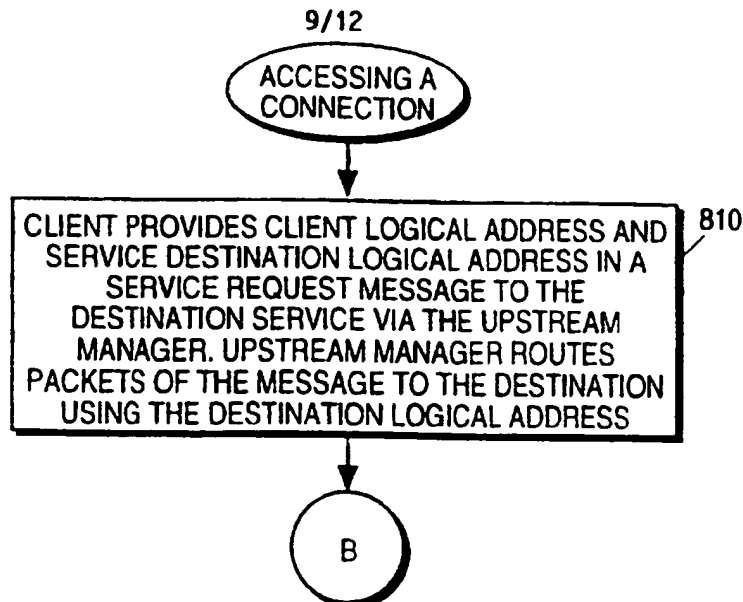 9/12
ACCESSING A
CONNECTION
CLIENT PROVIDES CLIENT LOGICAL ADDRESS AND
SERVICE DESTINATION LOGICAL ADDRESS IN A
SERVICE REQUEST MESSAGE TO THE
DESTINATION SERVICE VIA THE UPSTREAM
MANAGER. UPSTREAM MANAGER ROUTES
PACKETS OF THE MESSAGE TO THE DESTINATION
USING THE DESTINATION LOGICAL ADDRESS
810
B